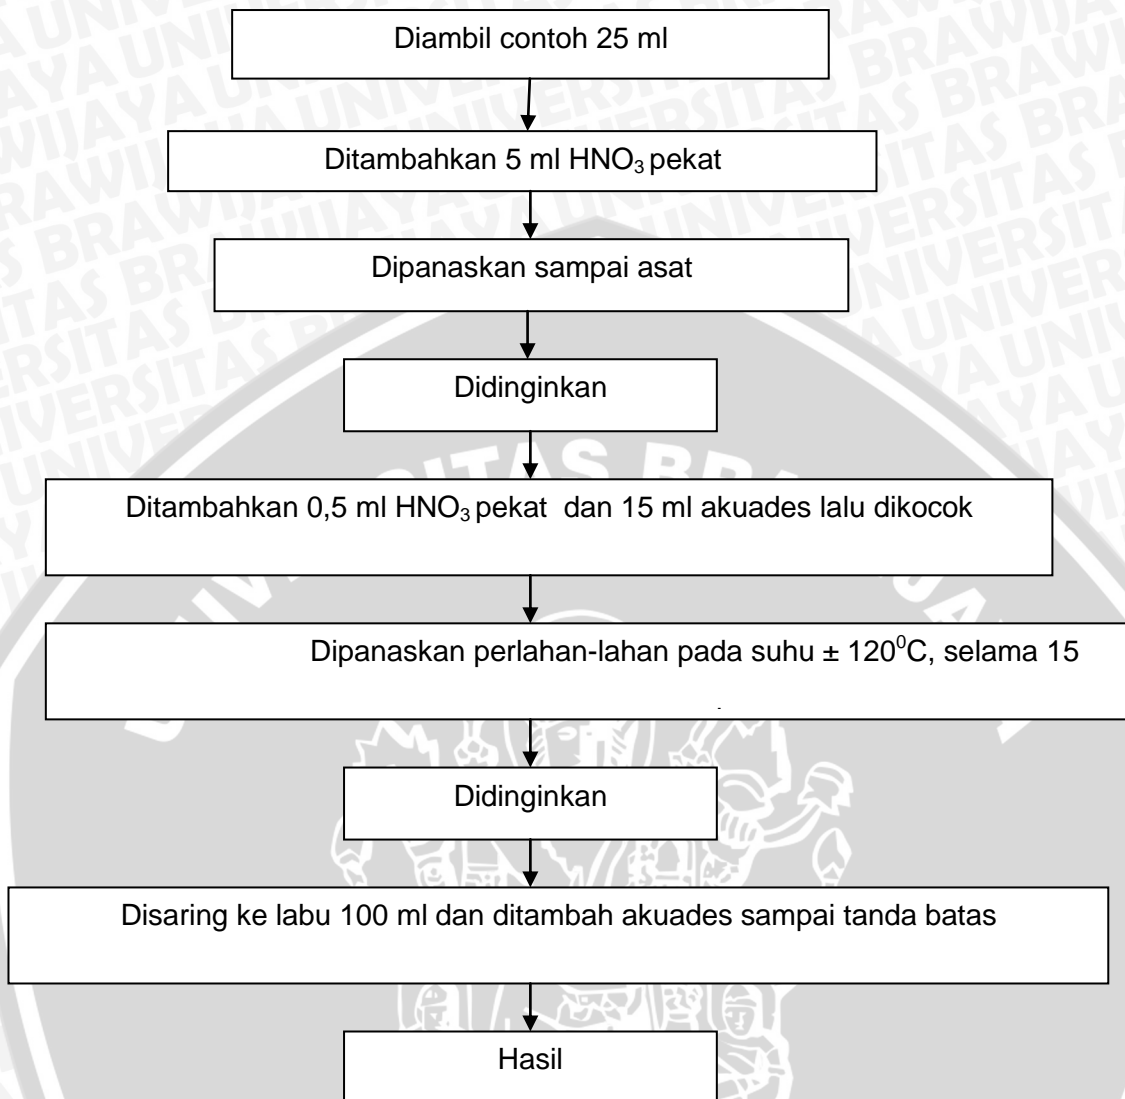 Diambil contoh 25 ml
Ditambahkan 5 ml HNO₃ pekat
Dipanaskan sampai asat
Didinginkan
Ditambahkan 0,5 ml HNO₃ pekat dan 15 ml akuades lalu dikocok
Dipanaskan perlahan-lahan pada suhu ± 120⁰C, selama 15
Didinginkan
Disaring ke labu 100 ml dan ditambah akuades sampai tanda batas
Hasil